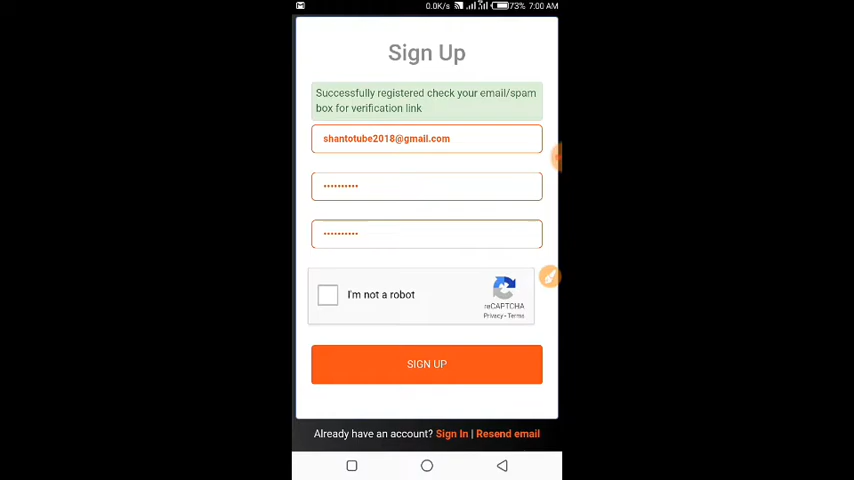 0.0K/s 73% 7:00 AM
Sign Up
Successfully registered check your email/spam
box for verification link
shantotube2018@gmail.com
I'm not a robot
reCAPTCHA
Privacy - Terms
SIGN UP
Already have an account? Sign In | Resend email